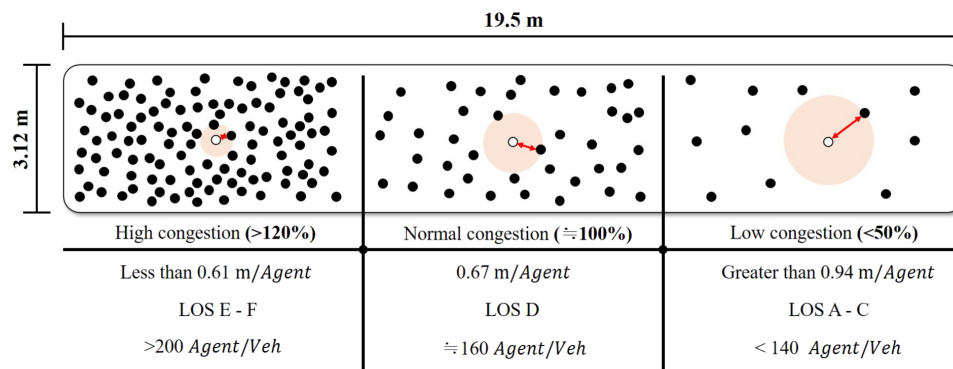 19.5 m
3.12 m
High congestion (>120%)
Normal congestion (≒100%)
Low congestion (<50%)
Less than 0.61 m/Agent
0.67 m/Agent
Greater than 0.94 m/Agent
LOS E - F
LOS D
LOS A - C
>200 Agent/Veh
≒160 Agent/Veh
< 140 Agent/Veh